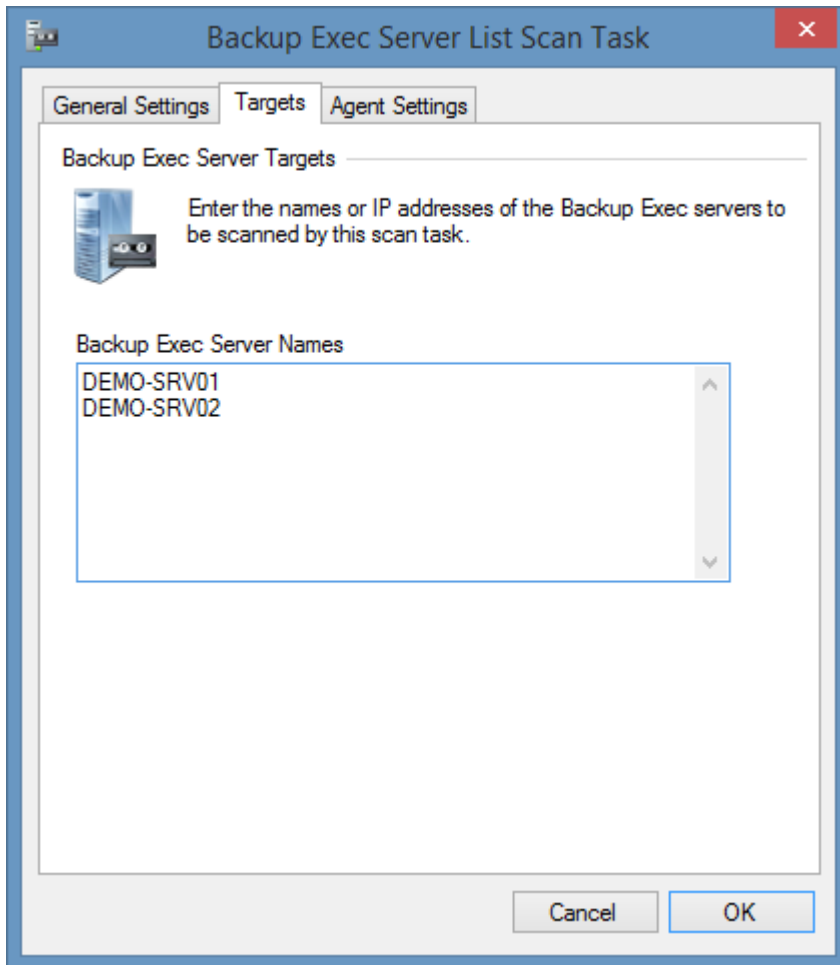 Backup Exec Server List Scan Task
General Settings Targets Agent Settings
Backup Exec Server Targets
Enter the names or IP addresses of the Backup Exec servers to
be scanned by this scan task.
Backup Exec Server Names
DEMO-SRV01
DEMO-SRV02
Cancel OK